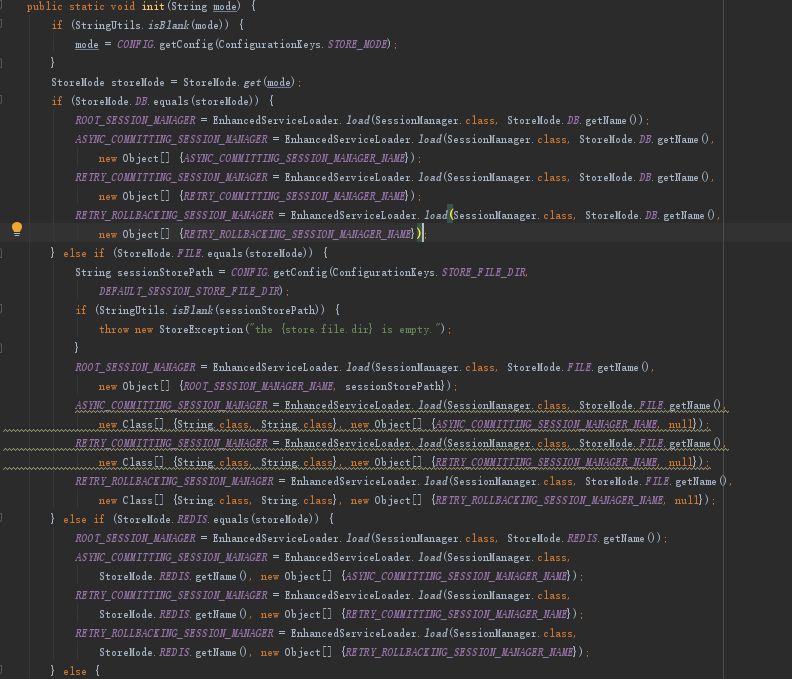 public static void init(String mode) {
if (StringUtils.isBlank(mode)) {
mode = CONFIG.getConfig(ConfigurationKeys.STORE_MODE);
}
StoreMode storeMode = StoreMode.get(mode);
if (StoreMode.DB.equals(storeMode)) {
ROOT_SESSION_MANAGER = EnhancedServiceLoader.load(SessionManager.class, StoreMode.DB.getName());
ASYNC_COMMITTING_SESSION_MANAGER = EnhancedServiceLoader.load(SessionManager.class, StoreMode.DB.getName(),
new Object[] {ASYNC_COMMITTING_SESSION_MANAGER_NAME});
RETRY_COMMITTING_SESSION_MANAGER = EnhancedServiceLoader.load(SessionManager.class, StoreMode.DB.getName(),
new Object[] {RETRY_COMMITTING_SESSION_MANAGER_NAME});
RETRY_ROLLBACKING_SESSION_MANAGER = EnhancedServiceLoader.load(SessionManager.class, StoreMode.DB.getName(),
new Object[] {RETRY_ROLLBACKING_SESSION_MANAGER_NAME});
} else if (StoreMode.FILE.equals(storeMode)) {
String sessionStorePath = CONFIG.getConfig(ConfigurationKeys.STORE_FILE_DIR,
DEFAULT_SESSION_STORE_FILE_DIR);
if (StringUtils.isBlank(sessionStorePath)) {
throw new StoreException("the {store.file.dir} is empty.");
}
ROOT_SESSION_MANAGER = EnhancedServiceLoader.load(SessionManager.class, StoreMode.FILE.getName(),
new Object[] {ROOT_SESSION_MANAGER_NAME, sessionStorePath});
ASYNC_COMMITTING_SESSION_MANAGER = EnhancedServiceLoader.load(SessionManager.class, StoreMode.FILE.getName(),
new Class[] {String.class, String.class}, new Object[] {ASYNC_COMMITTING_SESSION_MANAGER_NAME, null});
RETRY_COMMITTING_SESSION_MANAGER = EnhancedServiceLoader.load(SessionManager.class, StoreMode.FILE.getName(),
new Class[] {String.class, String.class}, new Object[] {RETRY_COMMITTING_SESSION_MANAGER_NAME, null});
RETRY_ROLLBACKING_SESSION_MANAGER = EnhancedServiceLoader.load(SessionManager.class, StoreMode.FILE.getName(),
new Class[] {String.class, String.class}, new Object[] {RETRY_ROLLBACKING_SESSION_MANAGER_NAME, null});
} else if (StoreMode.REDIS.equals(storeMode)) {
ROOT_SESSION_MANAGER = EnhancedServiceLoader.load(SessionManager.class, StoreMode.REDIS.getName());
ASYNC_COMMITTING_SESSION_MANAGER = EnhancedServiceLoader.load(SessionManager.class,
StoreMode.REDIS.getName(), new Object[] {ASYNC_COMMITTING_SESSION_MANAGER_NAME});
RETRY_COMMITTING_SESSION_MANAGER = EnhancedServiceLoader.load(SessionManager.class,
StoreMode.REDIS.getName(), new Object[] {RETRY_COMMITTING_SESSION_MANAGER_NAME});
RETRY_ROLLBACKING_SESSION_MANAGER = EnhancedServiceLoader.load(SessionManager.class,
StoreMode.REDIS.getName(), new Object[] {RETRY_ROLLBACKING_SESSION_MANAGER_NAME});
} else {